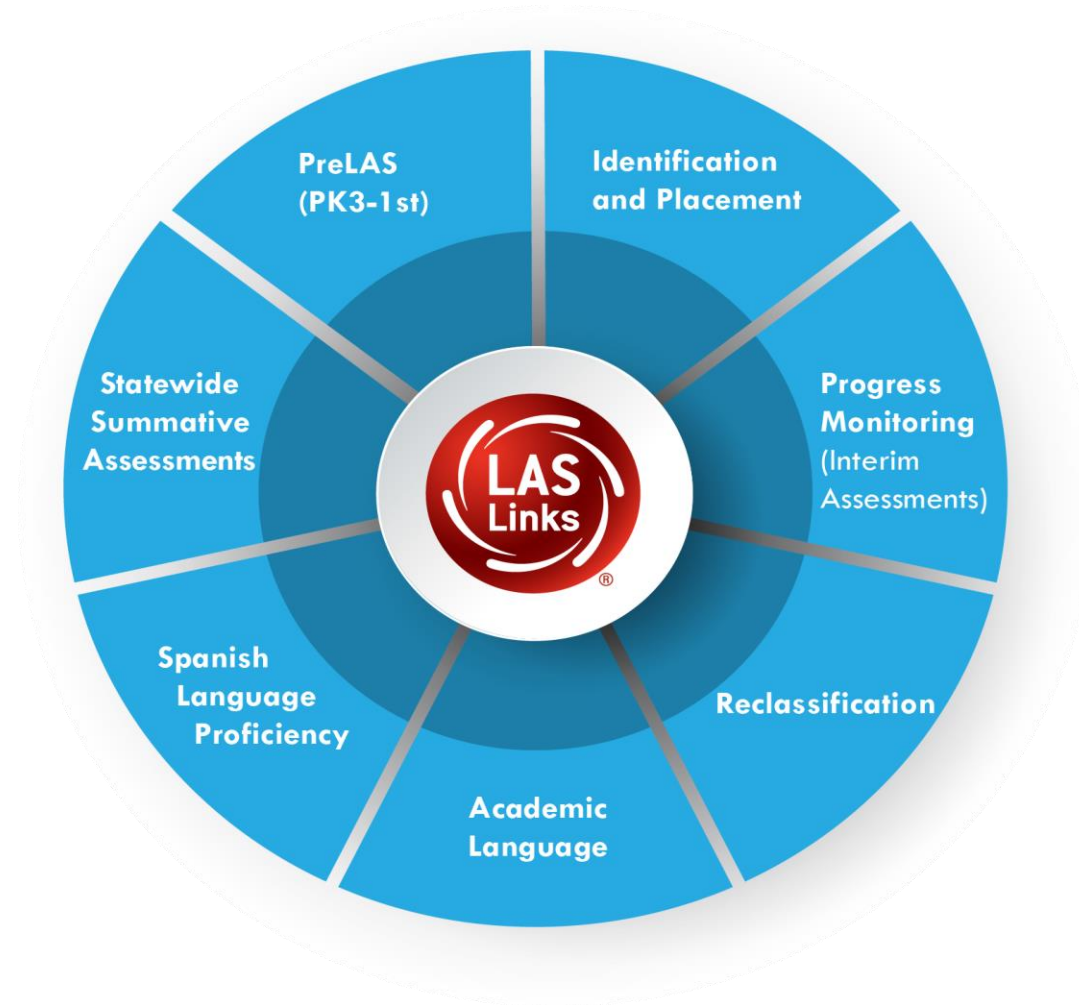 PreLAS
(PK3-1st)
Identification
and Placement
Progress
Monitoring
(Interim
Assessments)
Reclassification
Academic
Language
Spanish
Language
Proficiency
Statewide
Summative
Assessments
LAS
Links
®